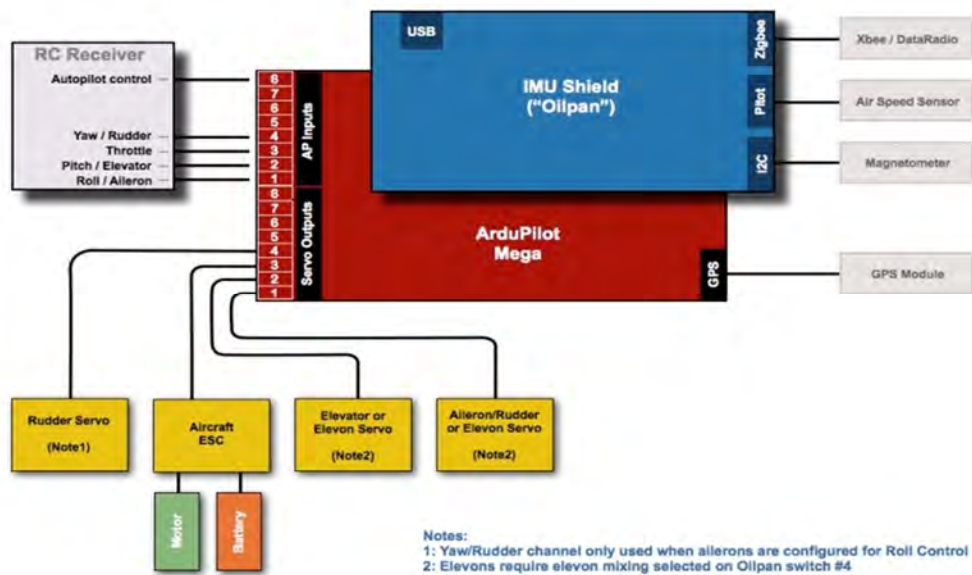 USB
Zigbee
Xbee / DataRadio
RC Receiver
Autopilot control
IMU Shield
("Oilpan")
Pitot
Air Speed Sensor
8
7
6
5
4
3
2
1
AP Inputs
Yaw / Rudder
Throttle
Pitch / Elevator
Roll / Aileron
I2C
Magnetometer
8
7
6
5
4
3
2
1
Servo Outputs
ArduPilot
Mega
GPS
GPS Module
Rudder Servo
(Note1)
Aircraft
ESC
Elevator or
Elevon Servo
(Note2)
Aileron/Rudder
or Elevon Servo
(Note2)
Motor
Battery
Notes:
1: Yaw/Rudder channel only used when ailerons are configured for Roll Control
2: Elevons require elevon mixing selected on Oilpan switch #4